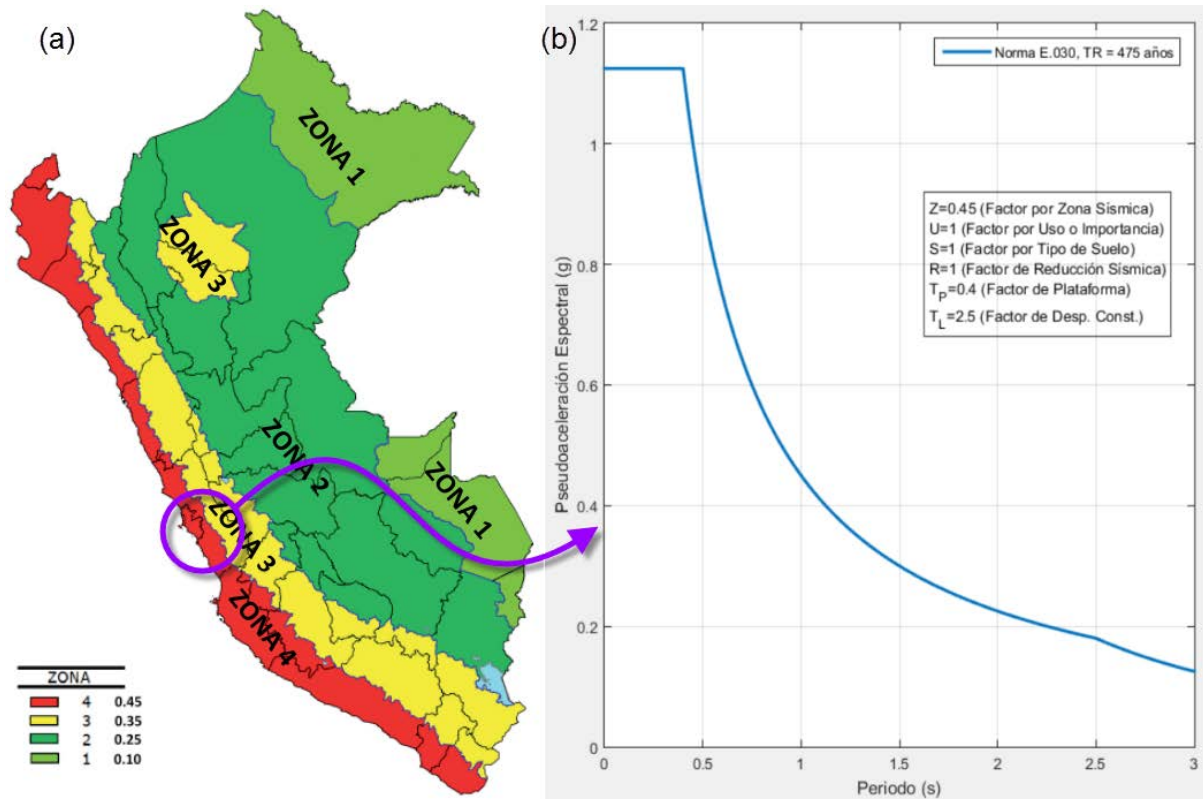 (a)
ZONA 1
ZONA 3
ZONA 2
ZONA 1
ZONA 3
ZONA 4
ZONA
4 0.45
3 0.35
2 0.25
1 0.10
(b)
Pseudoaceleración Espectral (g)
1.2
1
0.8
0.6
0.4
0.2
0
Norma E.030, TR = 475 años
Z=0.45 (Factor por Zona Sísmica)
U=1 (Factor por Uso o Importancia)
S=1 (Factor por Tipo de Suelo)
R=1 (Factor de Reducción Sísmica)
T_P=0.4 (Factor de Plataforma)
T_L=2.5 (Factor de Desp. Const.)
0 0.5 1 1.5 2 2.5 3
Periodo (s)